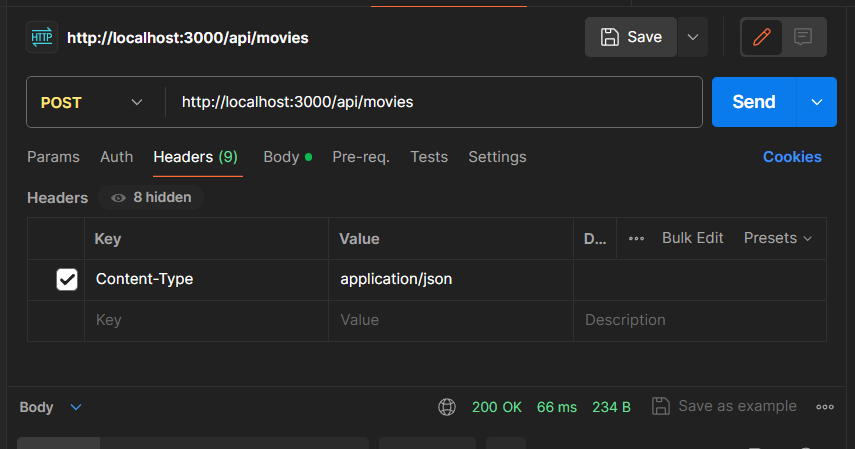 HTTP http://localhost:3000/api/movies Save
POST http://localhost:3000/api/movies Send
Params Auth Headers (9) Body Pre-req. Tests Settings Cookies
Headers 8 hidden
Key Value D... ••• Bulk Edit Presets
Content-Type application/json
Key Value Description
Body 200 OK 66 ms 234 B Save as example